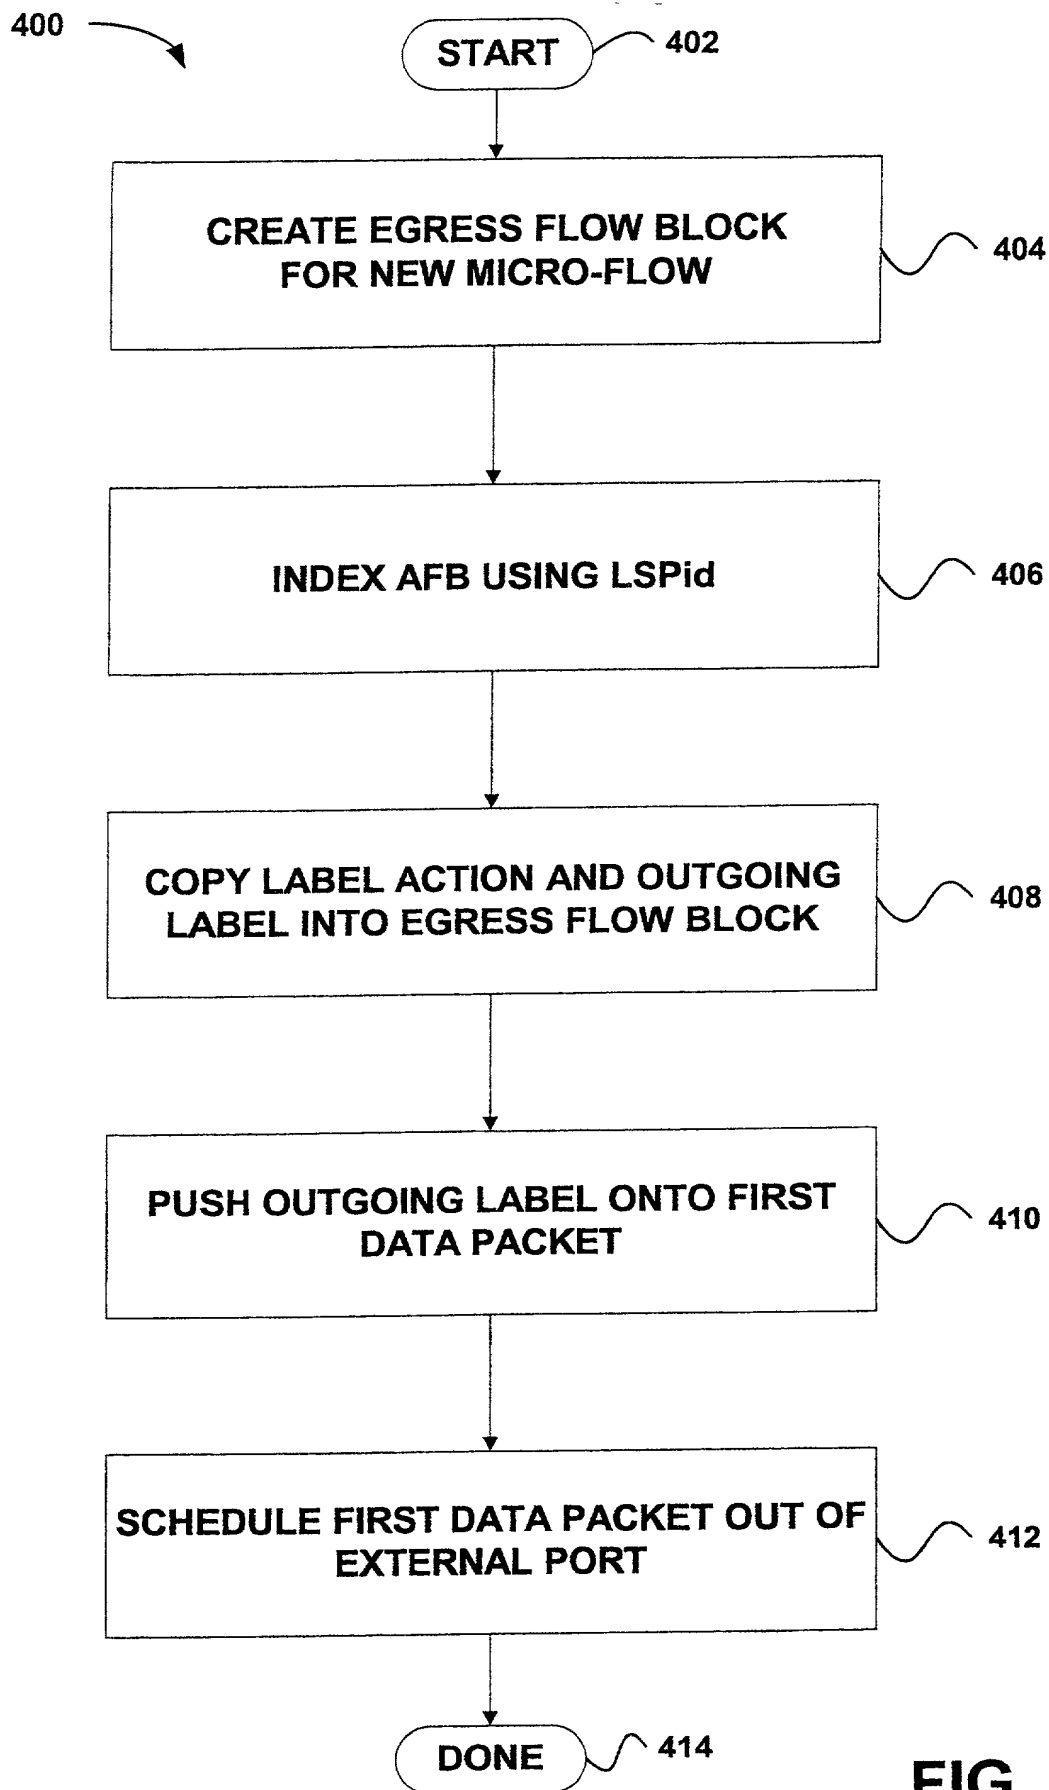 400
START
402
CREATE EGRESS FLOW BLOCK
FOR NEW MICRO-FLOW
404
INDEX AFB USING LSPid
406
COPY LABEL ACTION AND OUTGOING
LABEL INTO EGRESS FLOW BLOCK
408
PUSH OUTGOING LABEL ONTO FIRST
DATA PACKET
410
SCHEDULE FIRST DATA PACKET OUT OF
EXTERNAL PORT
412
DONE
414
FIG